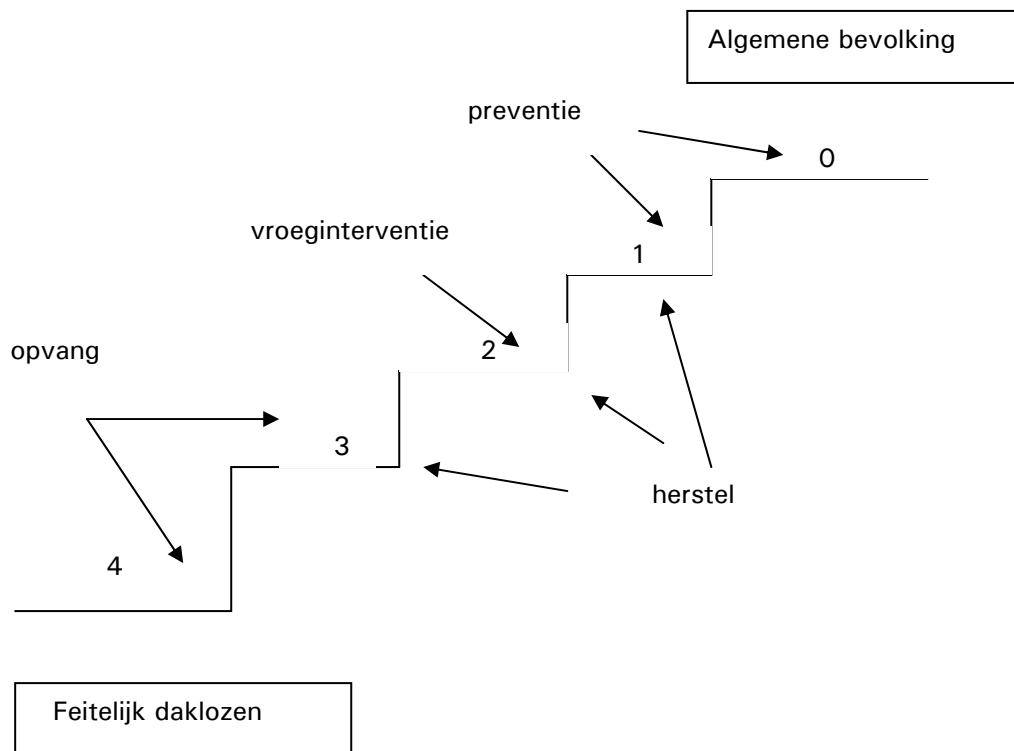 Algemene bevolking
preventie
0
vroeginterventie
1
opvang
2
3
herstel
4
Feitelijk daklozen